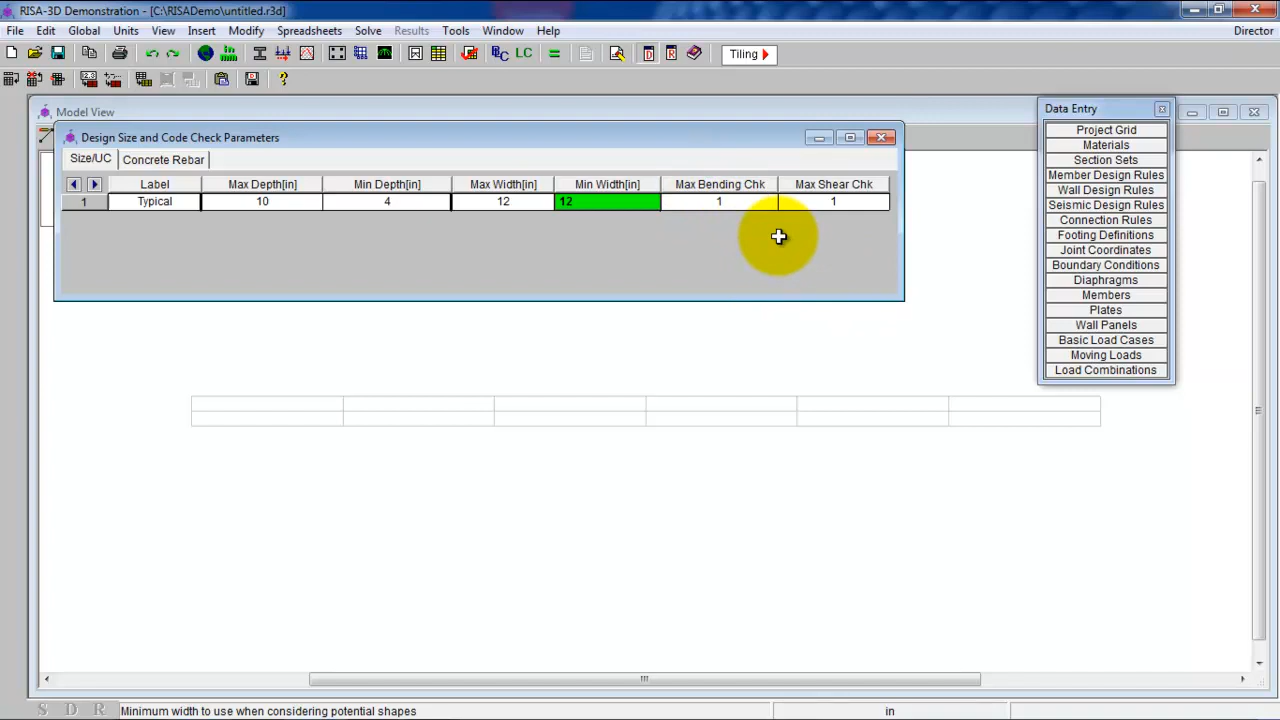 RISA-3D Demonstration - [C:\RISADemo\untitled.r3d]
File Edit Global Units View Insert Modify Spreadsheets Solve Results Tools Window Help Director
LC Tiling
Model View
Data Entry
Design Size and Code Check Parameters
Size/UC Concrete Rebar
Label Max Depth[in] Min Depth[in] Max Width[in] Min Width[in] Max Bending Chk Max Shear Chk
1 Typical 10 4 12 12 1 1
Project Grid
Materials
Section Sets
Member Design Rules
Wall Design Rules
Seismic Design Rules
Connection Rules
Footing Definitions
Joint Coordinates
Boundary Conditions
Diaphragms
Members
Plates
Wall Panels
Basic Load Cases
Moving Loads
Load Combinations
S D R Minimum width to use when considering potential shapes in